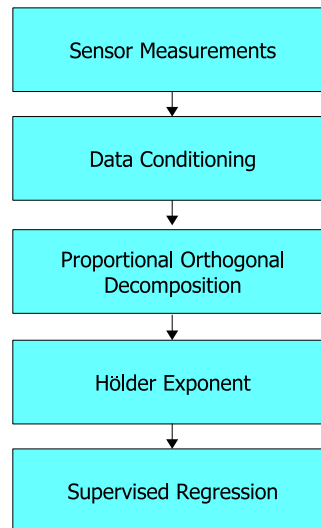 Sensor Measurements
Data Conditioning
Proportional Orthogonal
Decomposition
Hölder Exponent
Supervised Regression